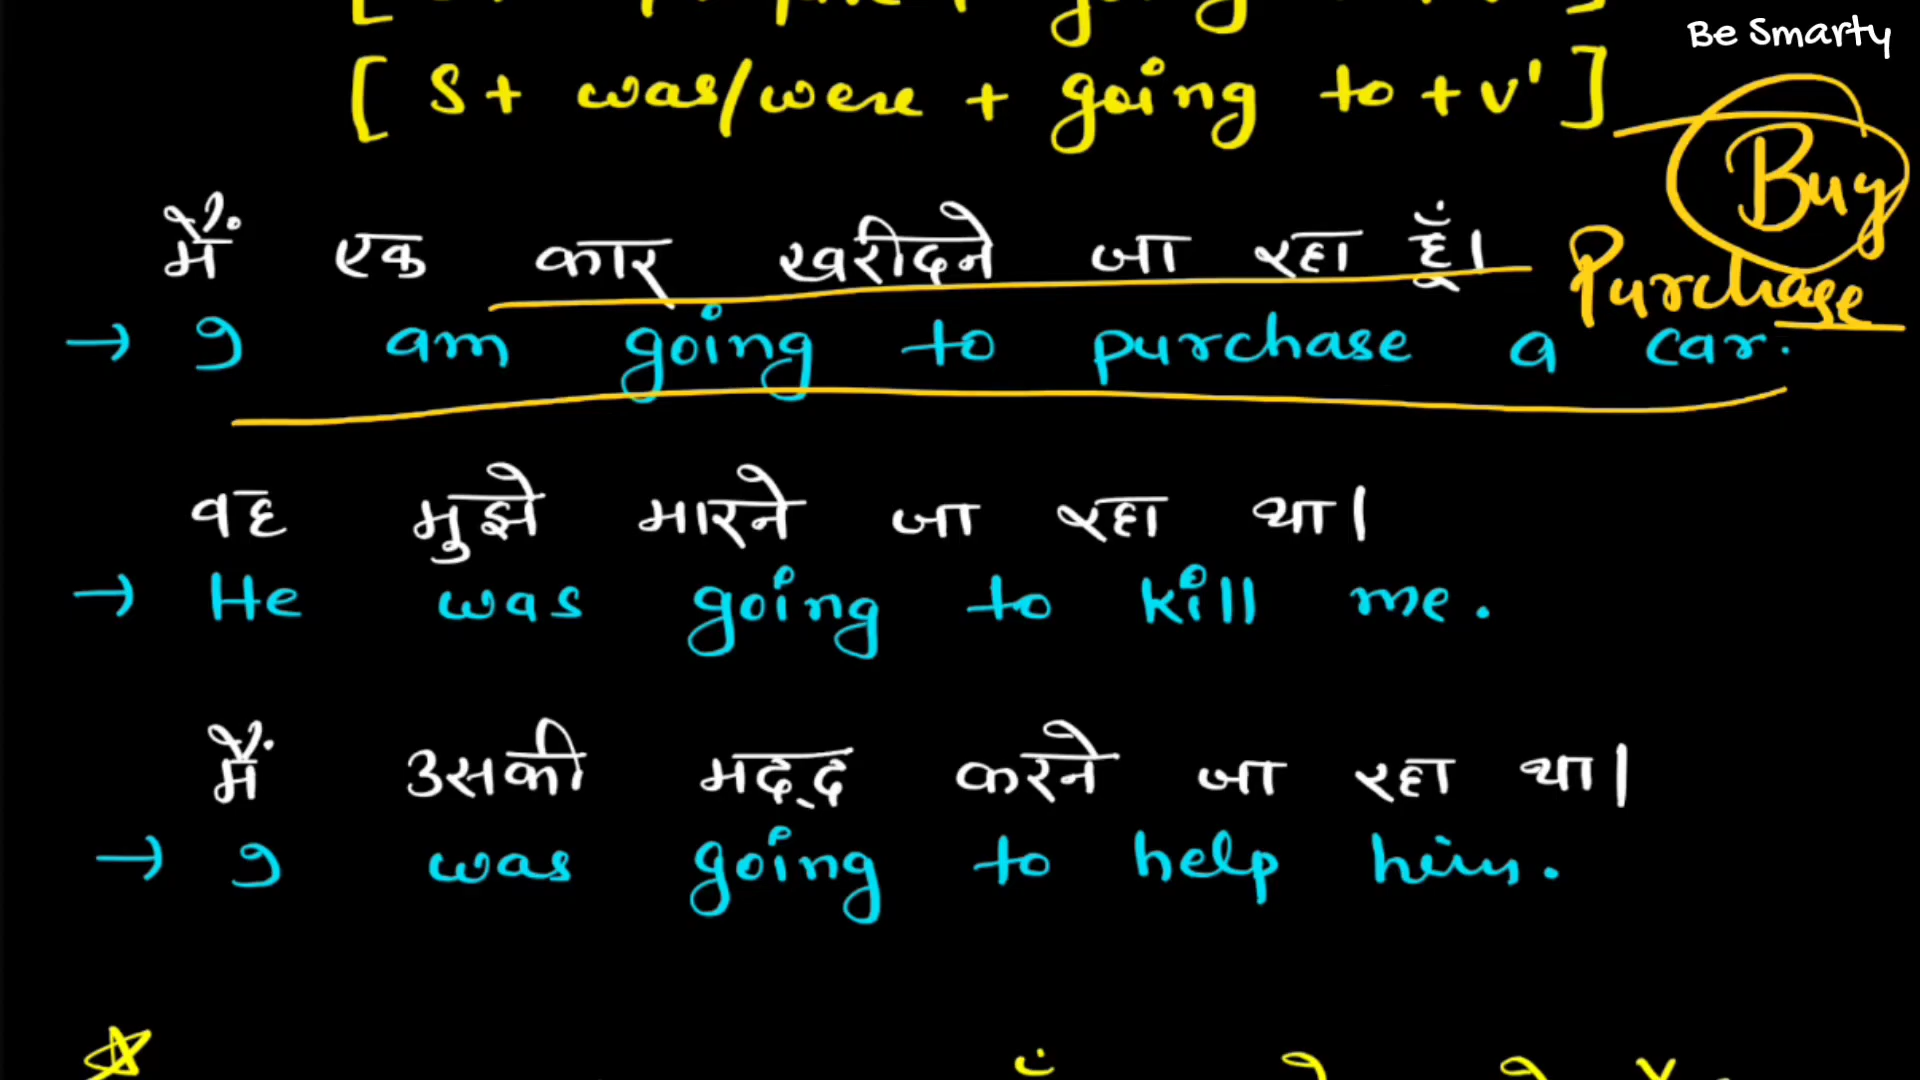 Be Smarty
[ S + was/were + going to + v' ]
Buy
मैं एक कार खरीदने जा रहा हूँ।
Purchase
→ I am going to purchase a car.
वह मुझे मारने जा रहा था।
→ He was going to kill me.
मैं उसकी मद्द करने जा रहा था।
→ I was going to help him.